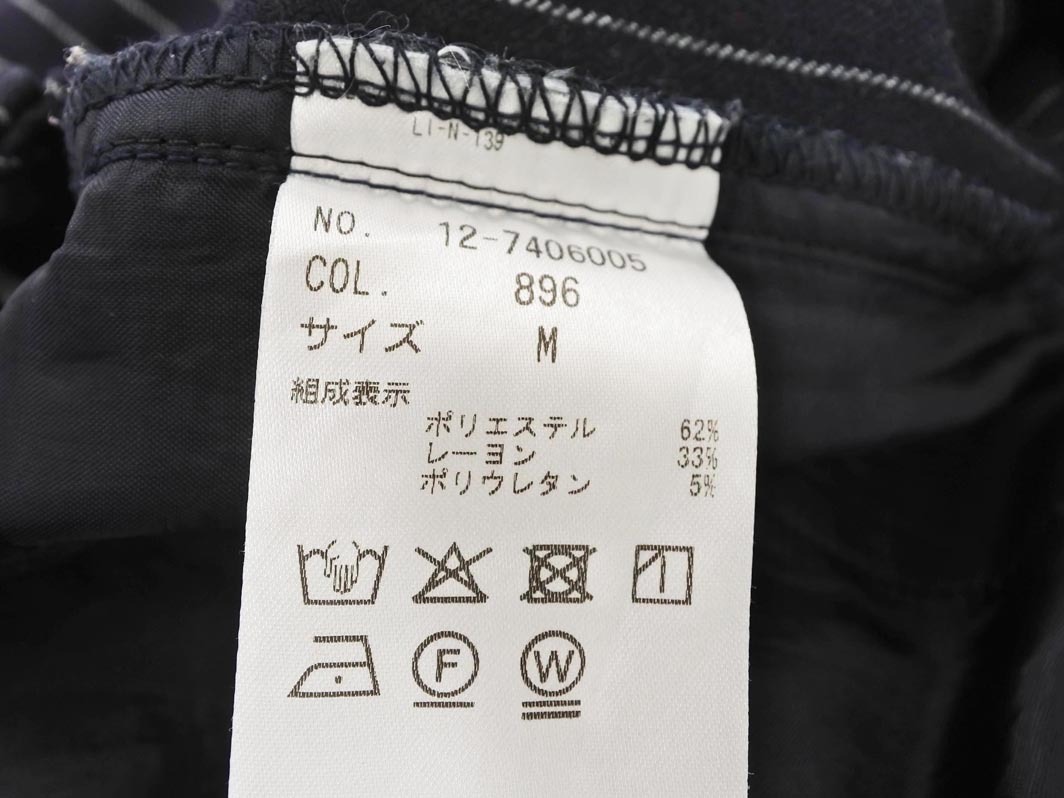 LI-N-139
NO. 12-7406005
COL. 896
サイズ M
組成表示
ポリエステル 62%
レーヨン 33%
ポリウレタン 5%
F W